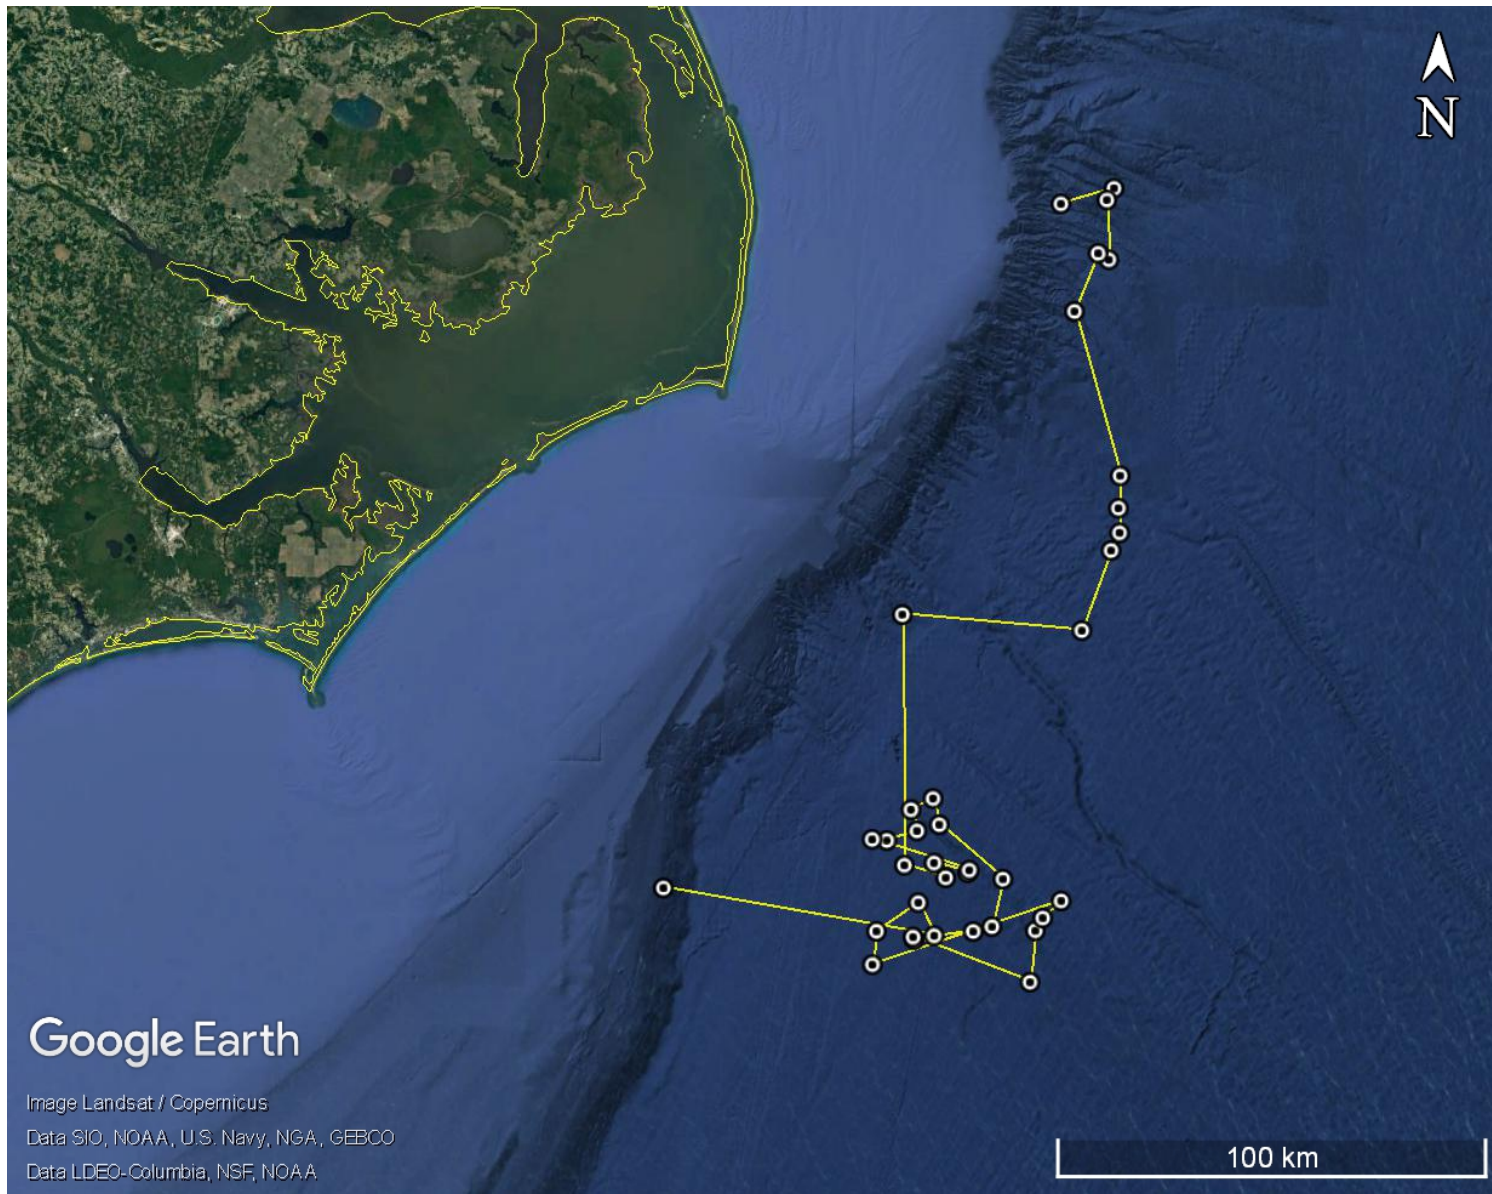 N
Google Earth
Image Landsat / Copernicus
Data SIO, NOAA, U.S. Navy, NGA, GEBCO
Data LDEO-Columbia, NSF, NOAA
100 km